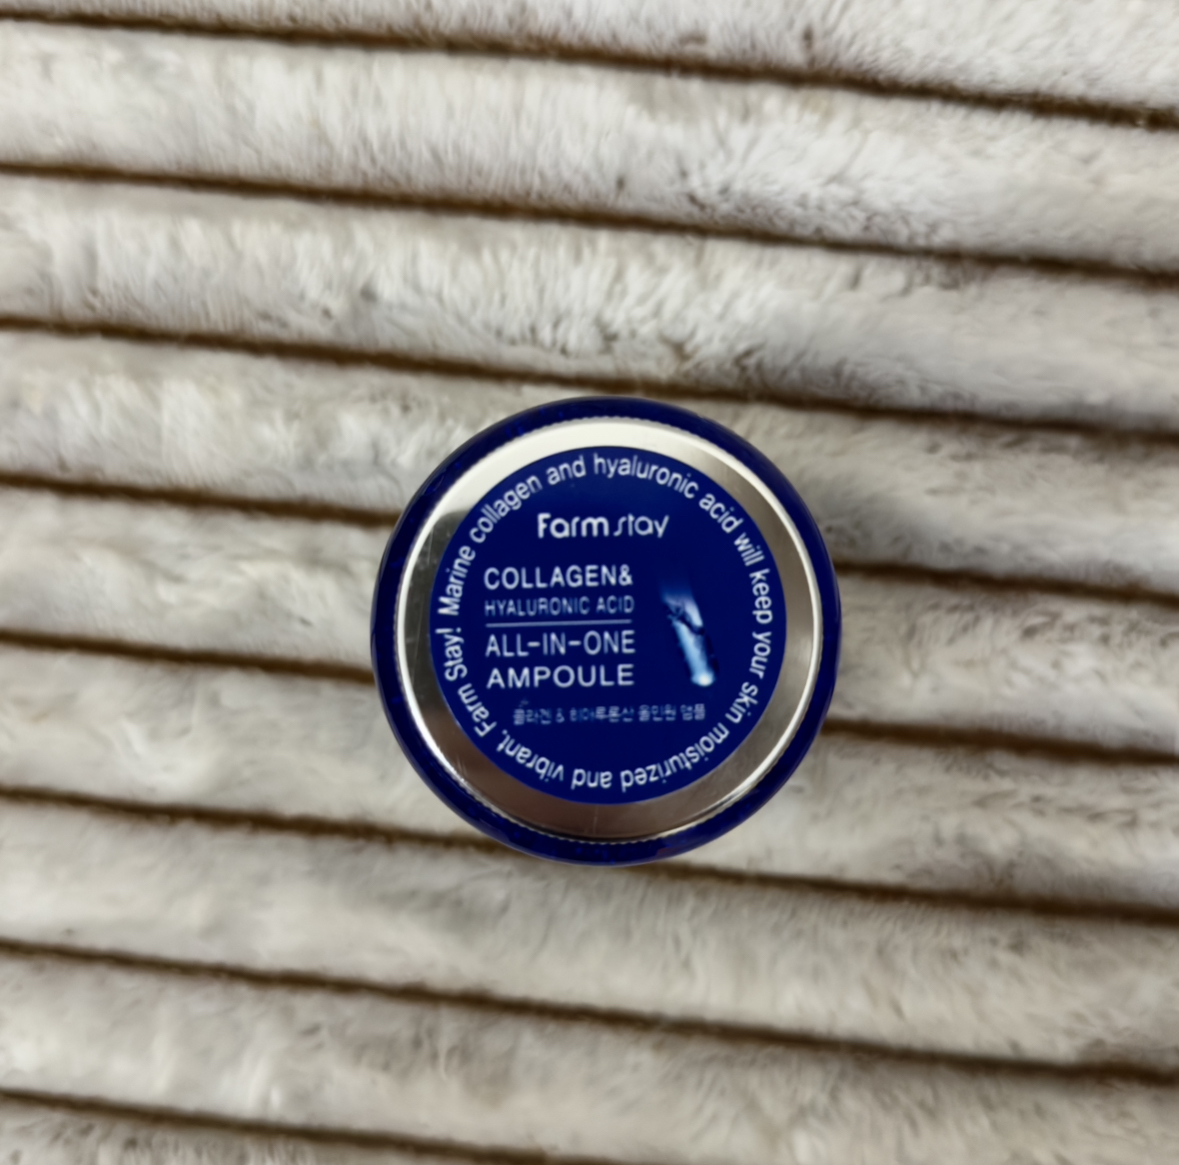 Marine collagen and hyaluronic acid will keep your skin moisturized and vibrant, Farm Stay!
Farmstay
COLLAGEN&
HYALURONIC ACID
ALL-IN-ONE
AMPOULE
콜라겐 & 히아루론산 올인원 앰플